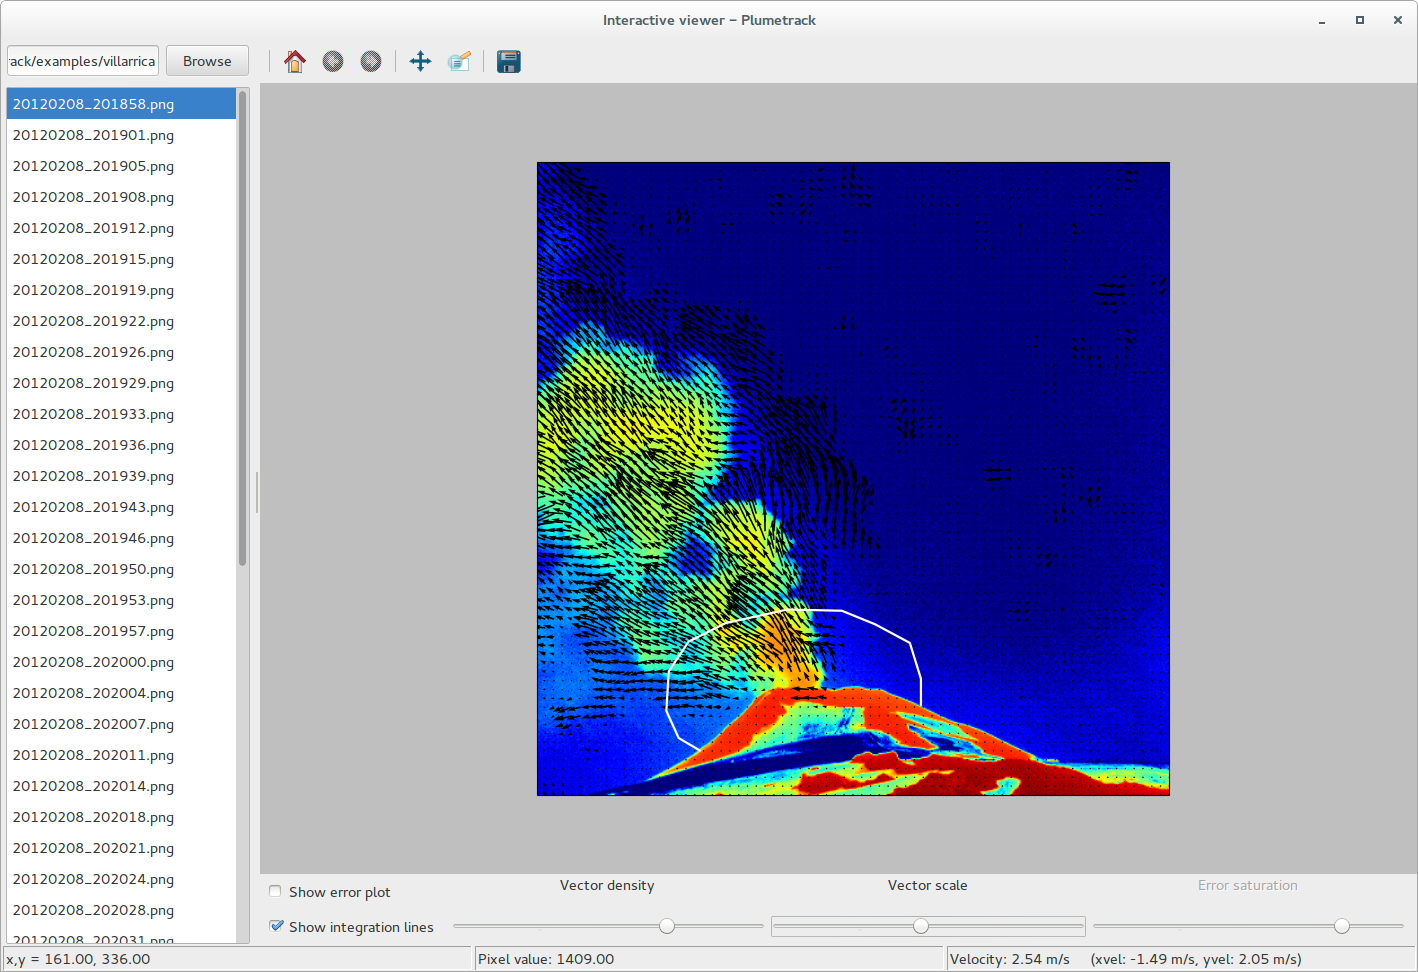 Interactive viewer – Plumetrack
rack/examples/villarrica
Browse
20120208_201858.png
20120208_201901.png
20120208_201905.png
20120208_201908.png
20120208_201912.png
20120208_201915.png
20120208_201919.png
20120208_201922.png
20120208_201926.png
20120208_201929.png
20120208_201933.png
20120208_201936.png
20120208_201939.png
20120208_201943.png
20120208_201946.png
20120208_201950.png
20120208_201953.png
20120208_201957.png
20120208_202000.png
20120208_202004.png
20120208_202007.png
20120208_202011.png
20120208_202014.png
20120208_202018.png
20120208_202021.png
20120208_202024.png
20120208_202028.png
20120208_202031.png
Show error plot
Vector density
Vector scale
Error saturation
Show integration lines
x,y = 161.00, 336.00
Pixel value: 1409.00
Velocity: 2.54 m/s (xvel: -1.49 m/s, yvel: 2.05 m/s)